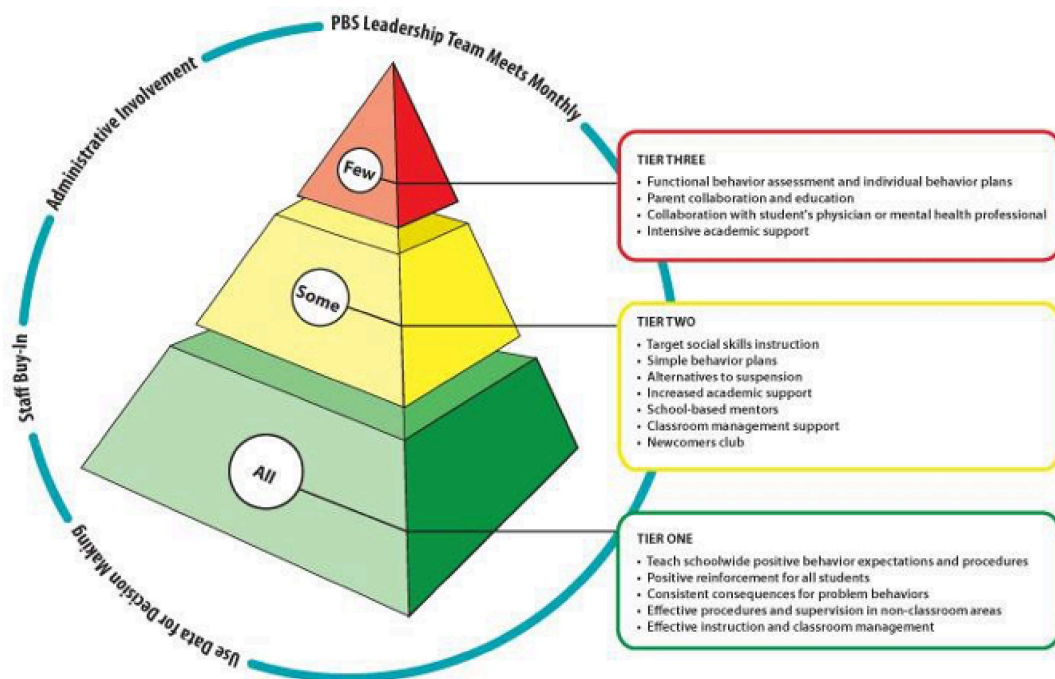 PBS Leadership Team Meets Monthly
Administrative Involvement
Staff Buy-In
Use Data for Decision Making
Few
Some
All
TIER THREE
• Functional behavior assessment and individual behavior plans
• Parent collaboration and education
• Collaboration with student's physician or mental health professional
• Intensive academic support
TIER TWO
• Target social skills instruction
• Simple behavior plans
• Alternatives to suspension
• Increased academic support
• School-based mentors
• Classroom management support
• Newcomers club
TIER ONE
• Teach schoolwide positive behavior expectations and procedures
• Positive reinforcement for all students
• Consistent consequences for problem behaviors
• Effective procedures and supervision in non-classroom areas
• Effective instruction and classroom management